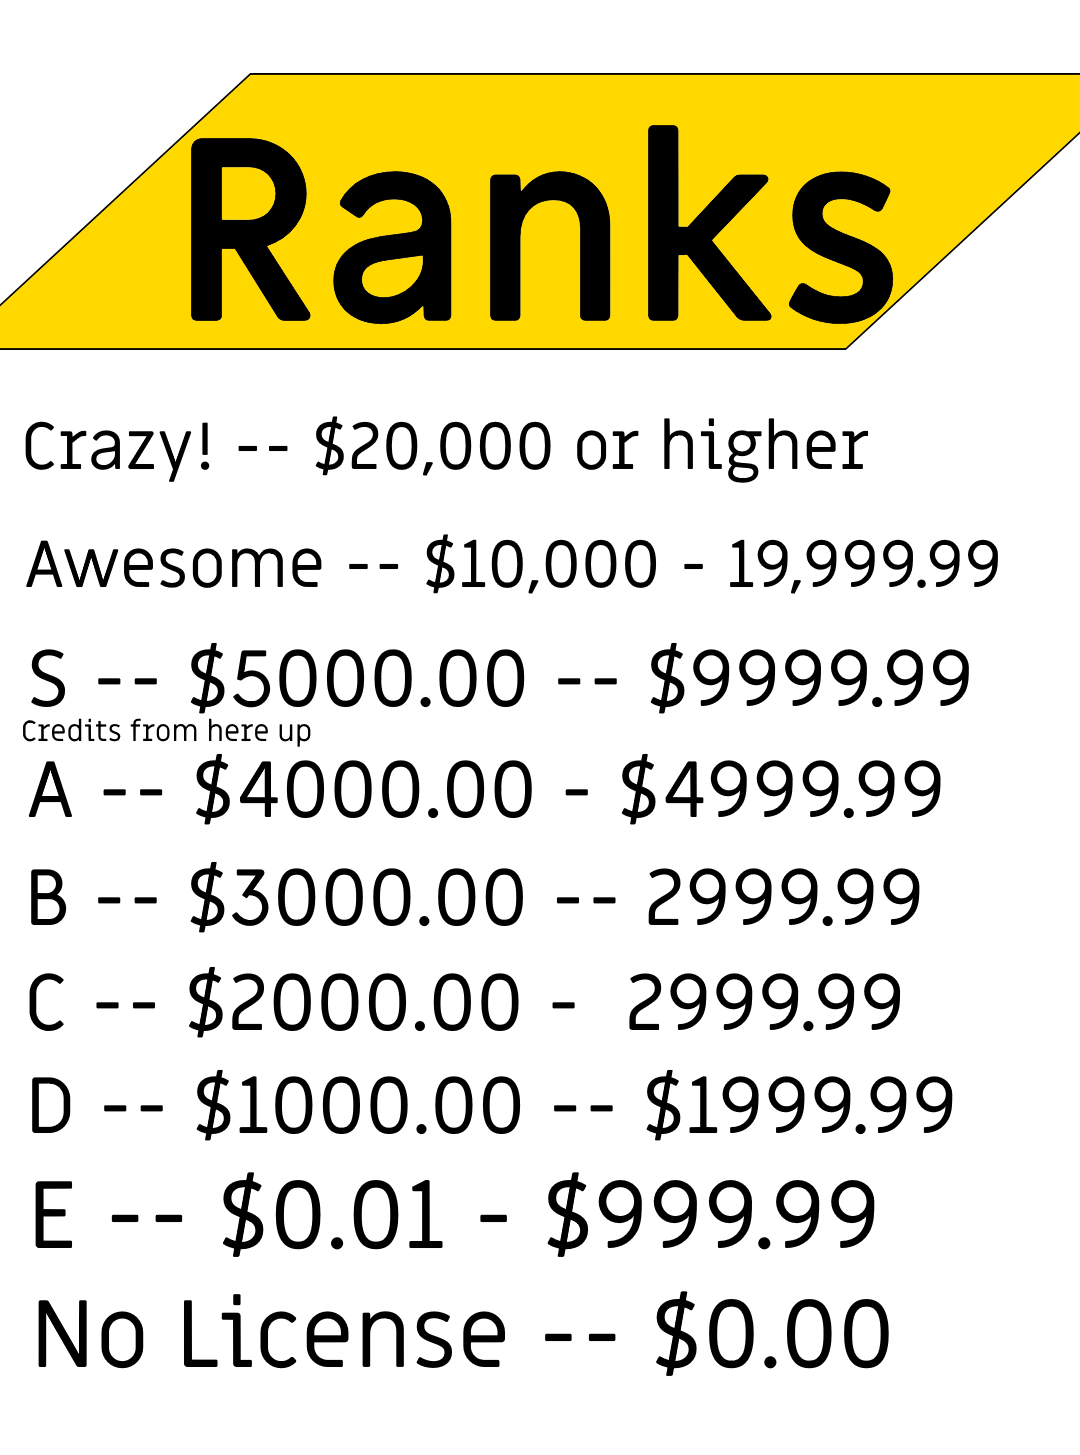 Ranks
Crazy! -- $20,000 or higher
Awesome -- $10,000 - 19,999.99
S -- $5000.00 -- $9999.99
Credits from here up
A -- $4000.00 - $4999.99
B -- $3000.00 -- 2999.99
C -- $2000.00 - 2999.99
D -- $1000.00 -- $1999.99
E -- $0.01 - $999.99
No License -- $0.00